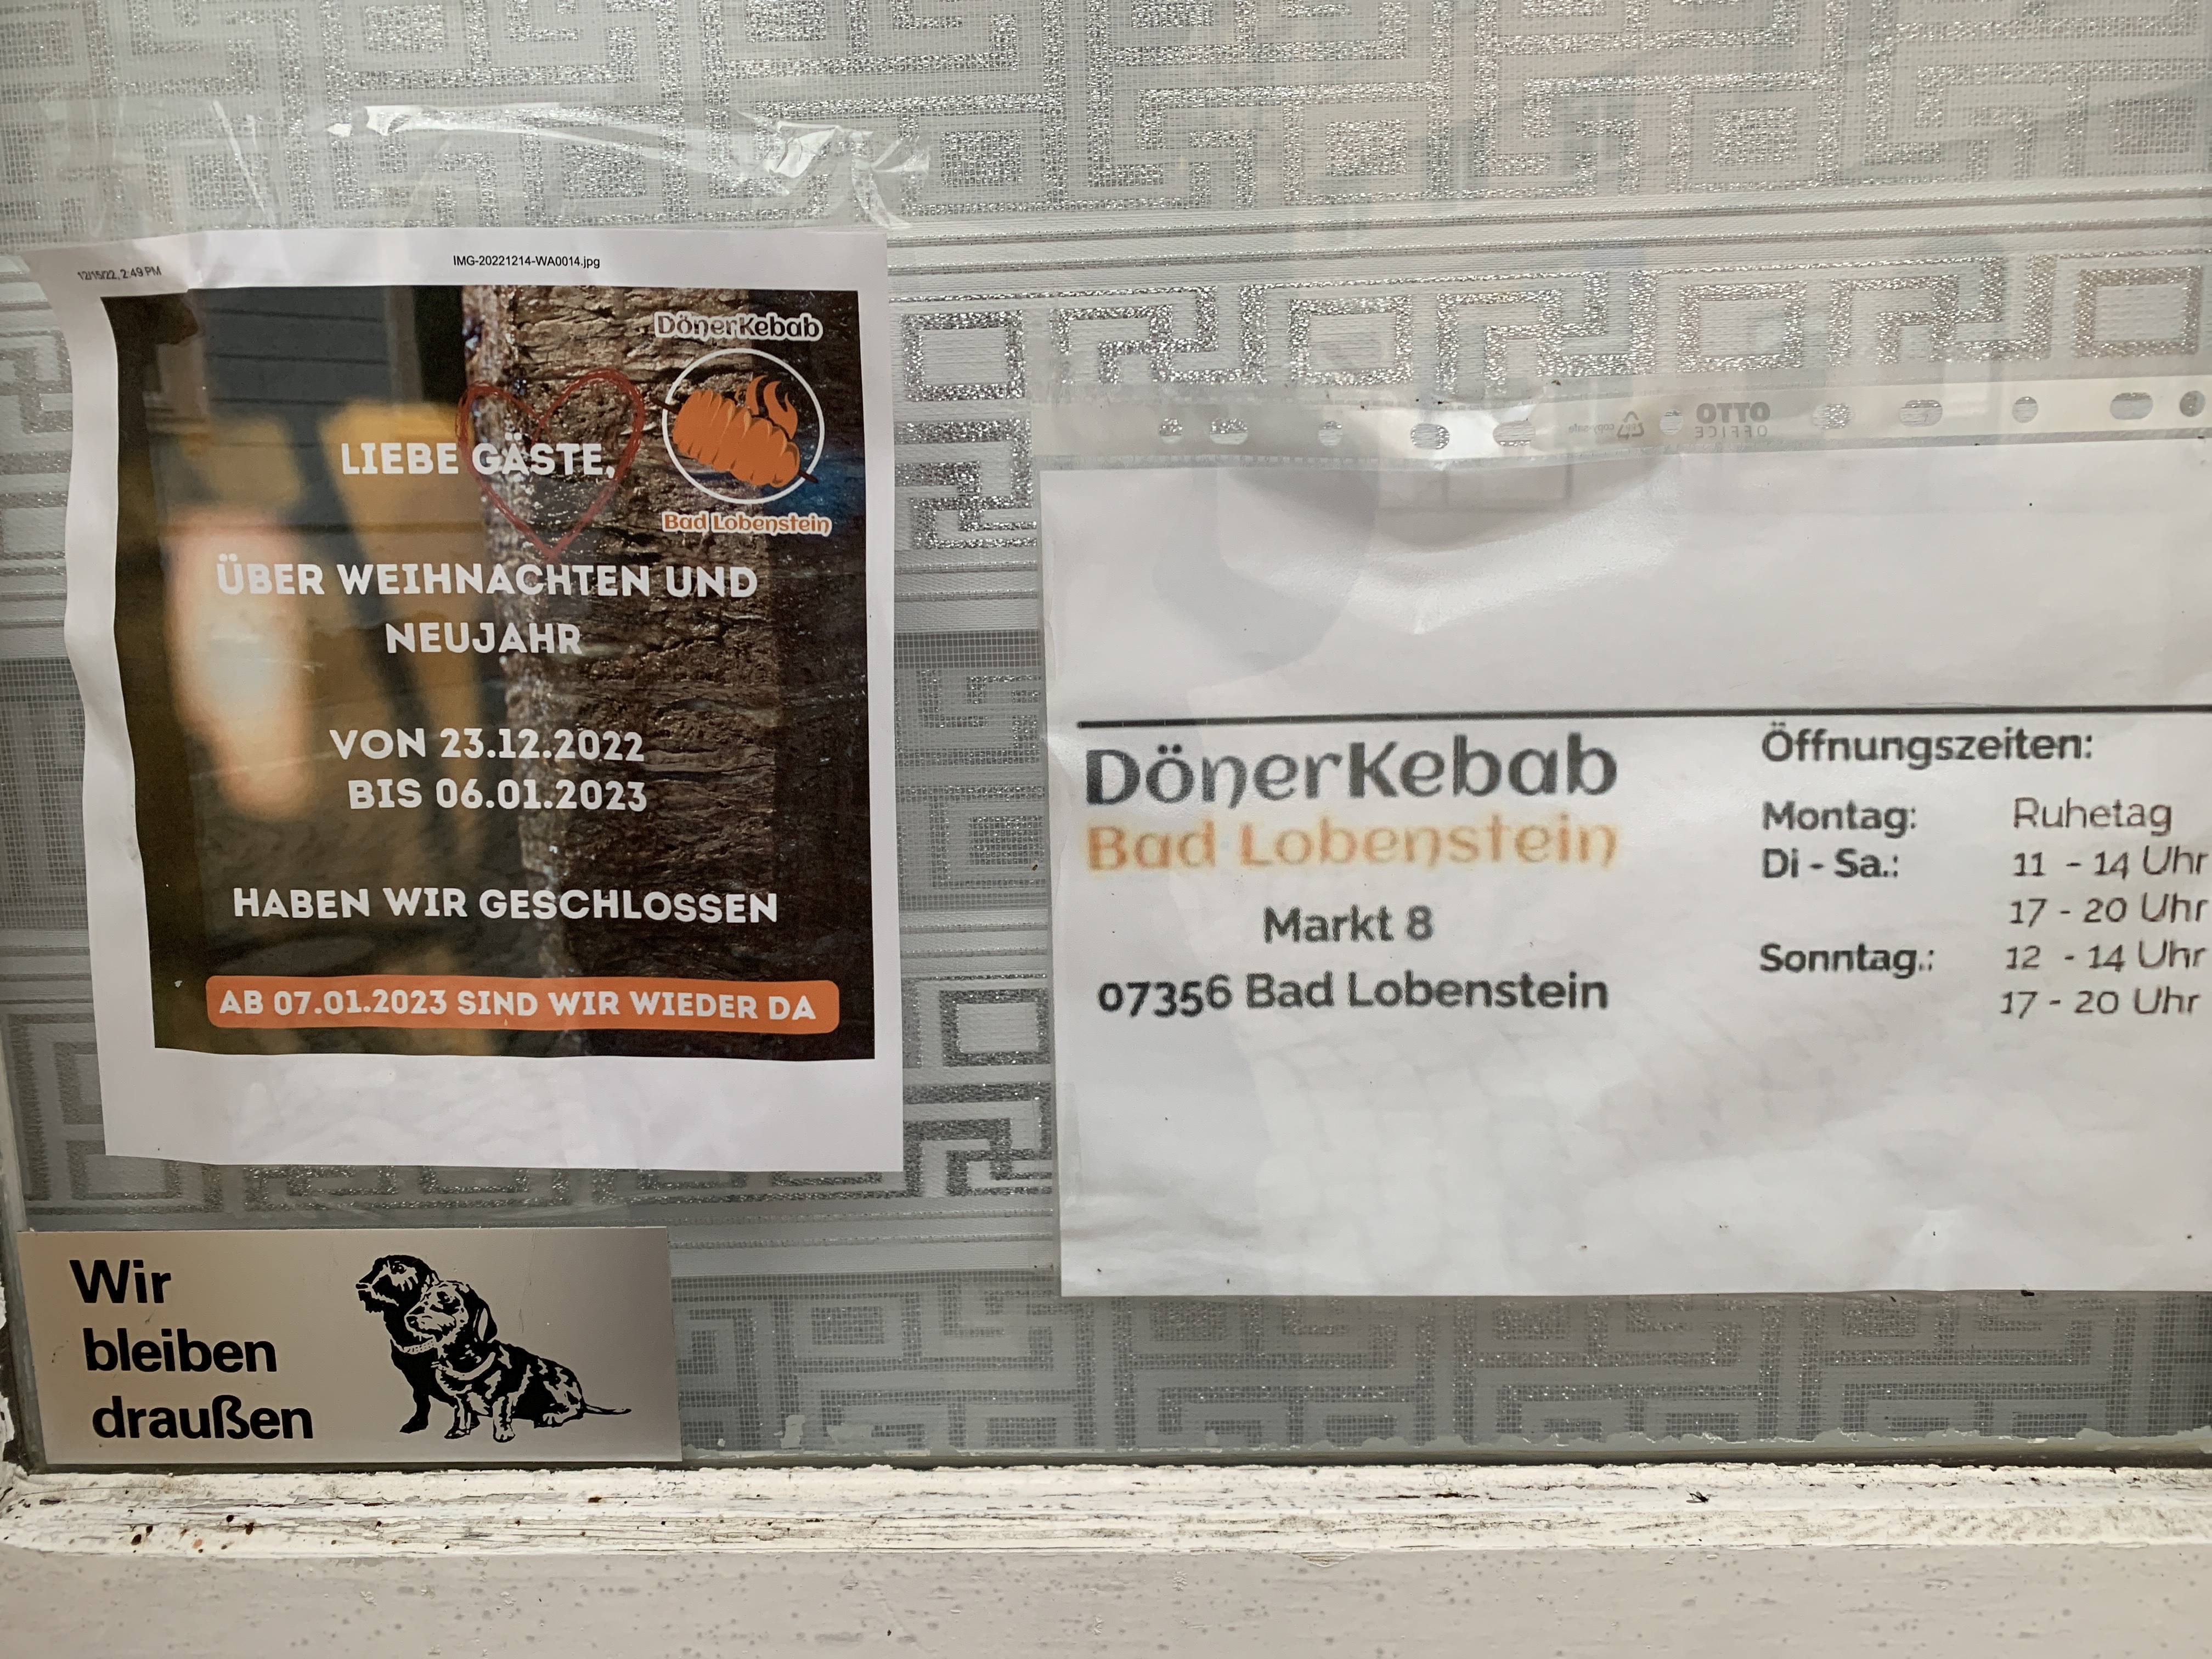 12/15/22, 2:49 PM
IMG-20221214-WA0014.jpg
DönerKebab
Bad Lobenstein
LIEBE GÄSTE,
ÜBER WEIHNACHTEN UND
NEUJAHR
VON 23.12.2022
BIS 06.01.2023
HABEN WIR GESCHLOSSEN
AB 07.01.2023 SIND WIR WIEDER DA
OTTO
OFFICE
copy-safe
DönerKebab
Bad Lobenstein
Markt 8
07356 Bad Lobenstein
Öffnungszeiten:
Montag: Ruhetag
Di - Sa.: 11 - 14 Uhr
17 - 20 Uhr
Sonntag.: 12 - 14 Uhr
17 - 20 Uhr
Wir
bleiben
draußen